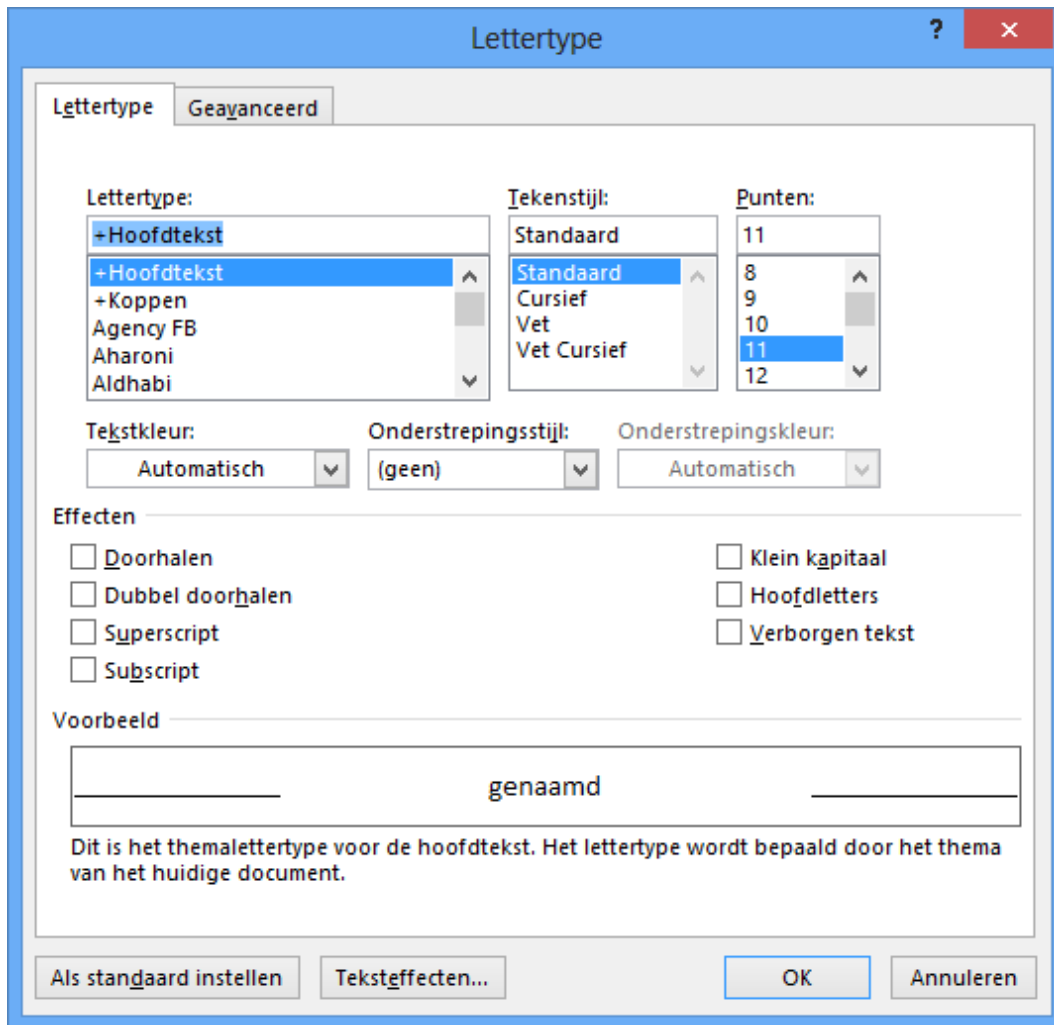 Lettertype
?
Lettertype Geavanceerd
Lettertype: Tekenstijl: Punten:
+Hoofdtekst Standaard 11
+Hoofdtekst Standaard 8
+Koppen Cursief 9
Agency FB Vet 10
Aharoni Vet Cursief 11
Aldhabi 12
Tekstkleur: Onderstrepingsstijl: Onderstrepingskleur:
Automatisch (geen) Automatisch
Effecten
Doorhalen Klein kapitaal
Dubbel doorhalen Hoofdletters
Superscript Verborgen tekst
Subscript
Voorbeeld
genaamd
Dit is het themalettertype voor de hoofdtekst. Het lettertype wordt bepaald door het thema
van het huidige document.
Als standaard instellen Teksteffecten... OK Annuleren